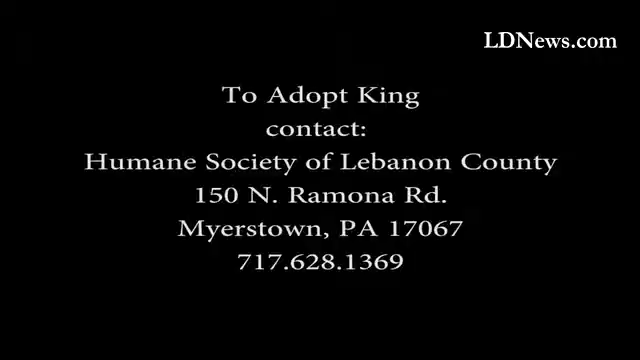 LDNews.com
To Adopt King
contact:
Humane Society of Lebanon County
150 N. Ramona Rd.
Myerstown, PA 17067
717.628.1369